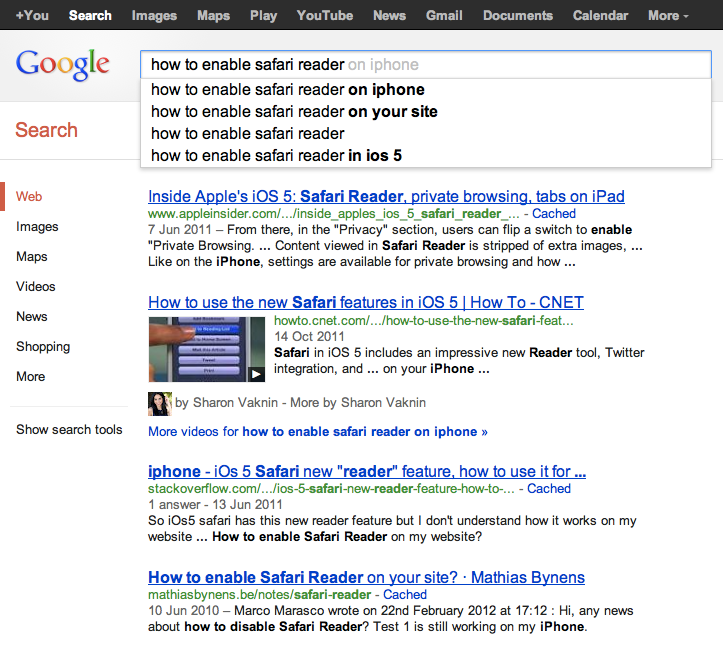 +You Search Images Maps Play YouTube News Gmail Documents Calendar More
Google
how to enable safari reader on iphone
how to enable safari reader on iphone
how to enable safari reader on your site
how to enable safari reader
how to enable safari reader in ios 5
Search
Web
Images
Maps
Videos
News
Shopping
More
Show search tools
Inside Apple's iOS 5: Safari Reader, private browsing, tabs on iPad
www.appleinsider.com/.../inside_apples_ios_5_safari_reader_... - Cached
7 Jun 2011 – From there, in the "Privacy" section, users can flip a switch to enable
"Private Browsing. ... Content viewed in Safari Reader is stripped of extra images, ...
Like on the iPhone, settings are available for private browsing and how ...
How to use the new Safari features in iOS 5 | How To - CNET
Add to Reading List
Mail this Article
Tweet
Print
howto.cnet.com/.../how-to-use-the-new-safari-feat...
14 Oct 2011
Safari in iOS 5 includes an impressive new Reader tool, Twitter
integration, and ... on your iPhone ...
by Sharon Vaknin - More by Sharon Vaknin
More videos for how to enable safari reader on iphone »
iphone - iOs 5 Safari new "reader" feature, how to use it for ...
stackoverflow.com/.../ios-5-safari-new-reader-feature-how-to-... - Cached
1 answer - 13 Jun 2011
So iOs5 safari has this new reader feature but I don't understand how it works on my
website ... How to enable Safari Reader on my website?
How to enable Safari Reader on your site? · Mathias Bynens
mathiasbynens.be/notes/safari-reader - Cached
10 Jun 2010 – Marco Marasco wrote on 22nd February 2012 at 17:12 : Hi, any news
about how to disable Safari Reader? Test 1 is still working on my iPhone.